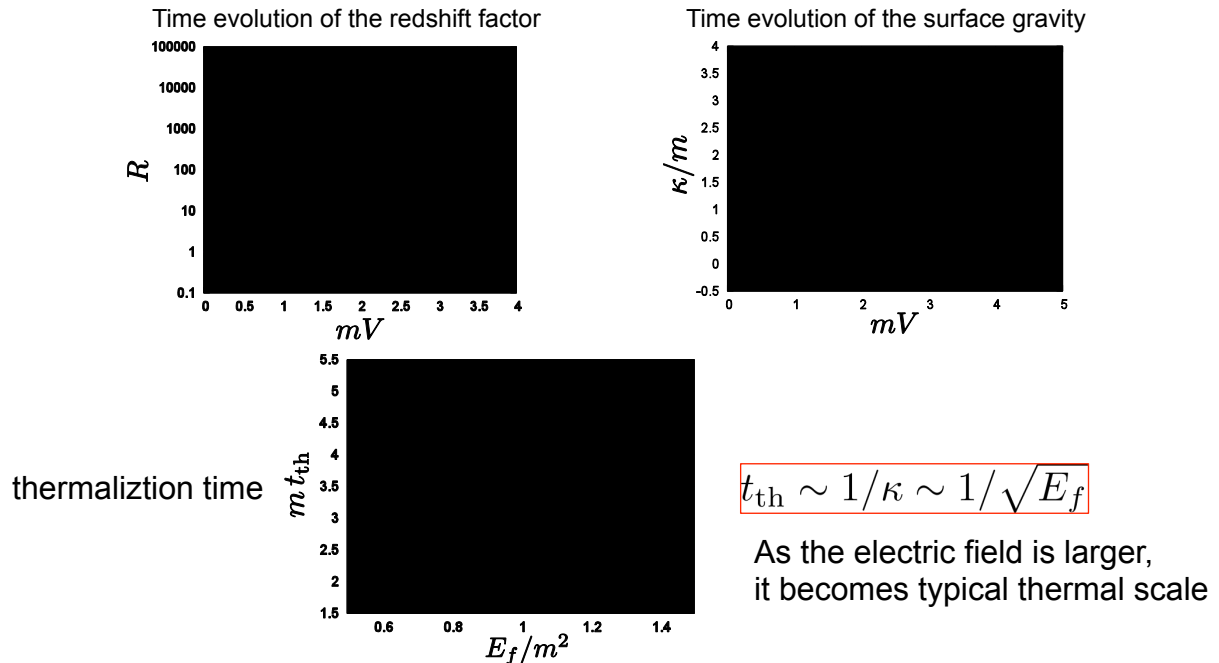 Time evolution of the redshift factor
100000
10000
1000
100
10
1
0.1
R
0 0.5 1 1.5 2 2.5 3 3.5 4
mV
Time evolution of the surface gravity
4
3.5
3
2.5
2
1.5
1
0.5
0
-0.5
κ/m
0 1 2 3 4 5
mV
thermaliztion time
5.5
5
4.5
4
3.5
3
2.5
2
1.5
m t_th
0.6 0.8 1 1.2 1.4
E_f/m²
t_th ∼ 1/κ ∼ 1/√E_f
As the electric field is larger,
it becomes typical thermal scale